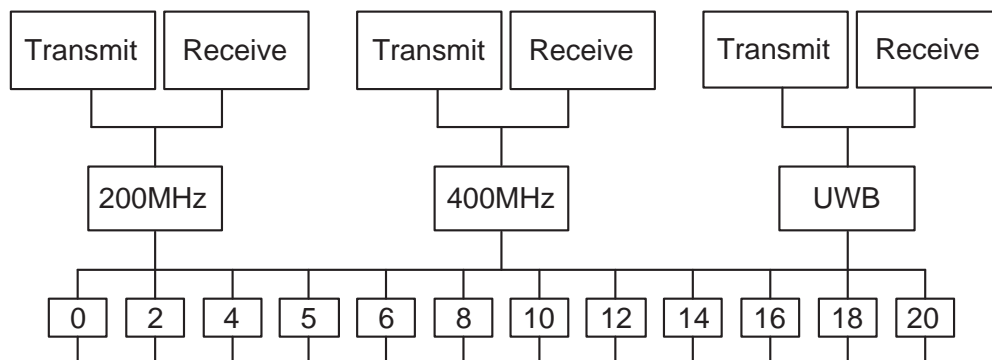 Transmit Receive Transmit Receive Transmit Receive
200MHz 400MHz UWB
0 2 4 5 6 8 10 12 14 16 18 20